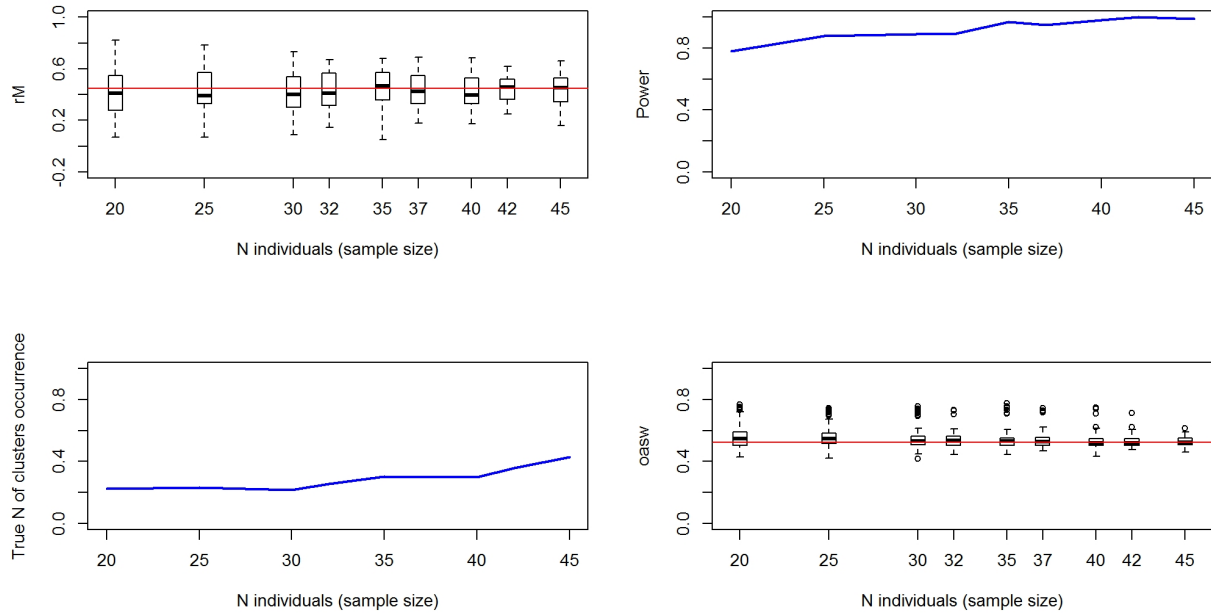 rM
1.0
0.6
0.2
-0.2
20 25 30 32 35 37 40 42 45
N individuals (sample size)
Power
0.8
0.4
0.0
20 25 30 35 40 45
N individuals (sample size)
True N of clusters occurrence
0.8
0.4
0.0
20 25 30 35 40 45
N individuals (sample size)
oasw
0.8
0.4
0.0
20 25 30 32 35 37 40 42 45
N individuals (sample size)